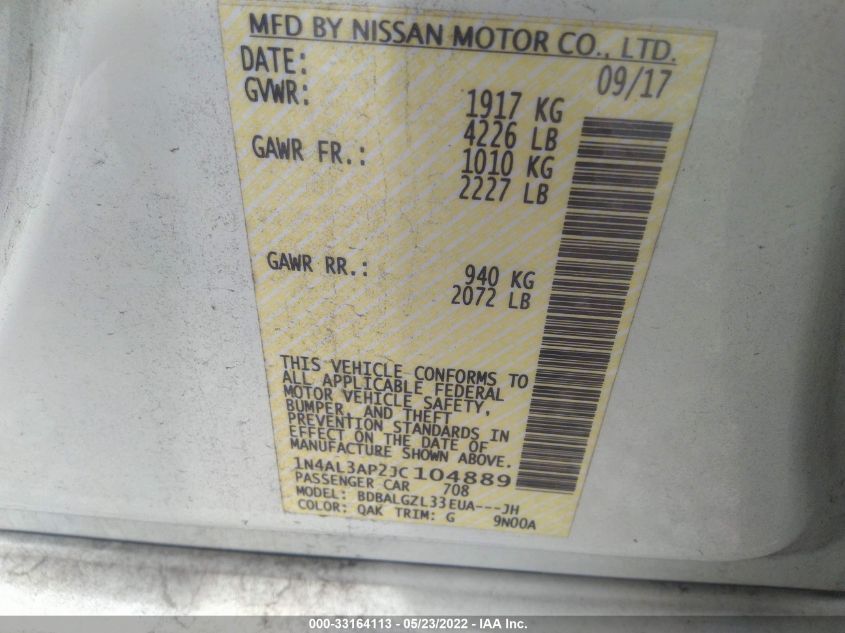 MFD BY NISSAN MOTOR CO., LTD.
DATE: 09/17
GVWR: 1917 KG
4226 LB
GAWR FR.: 1010 KG
2227 LB
GAWR RR.: 940 KG
2072 LB
THIS VEHICLE CONFORMS TO
ALL APPLICABLE FEDERAL
MOTOR VEHICLE SAFETY,
BUMPER, AND THEFT
PREVENTION STANDARDS IN
EFFECT ON THE DATE OF
MANUFACTURE SHOWN ABOVE.
1N4AL3AP2JC104889
PASSENGER CAR 708
MODEL: BDBALGZL33EUA---JH
COLOR: QAK TRIM: G 9N00A
000-33164113 - 05/23/2022 - IAA Inc.